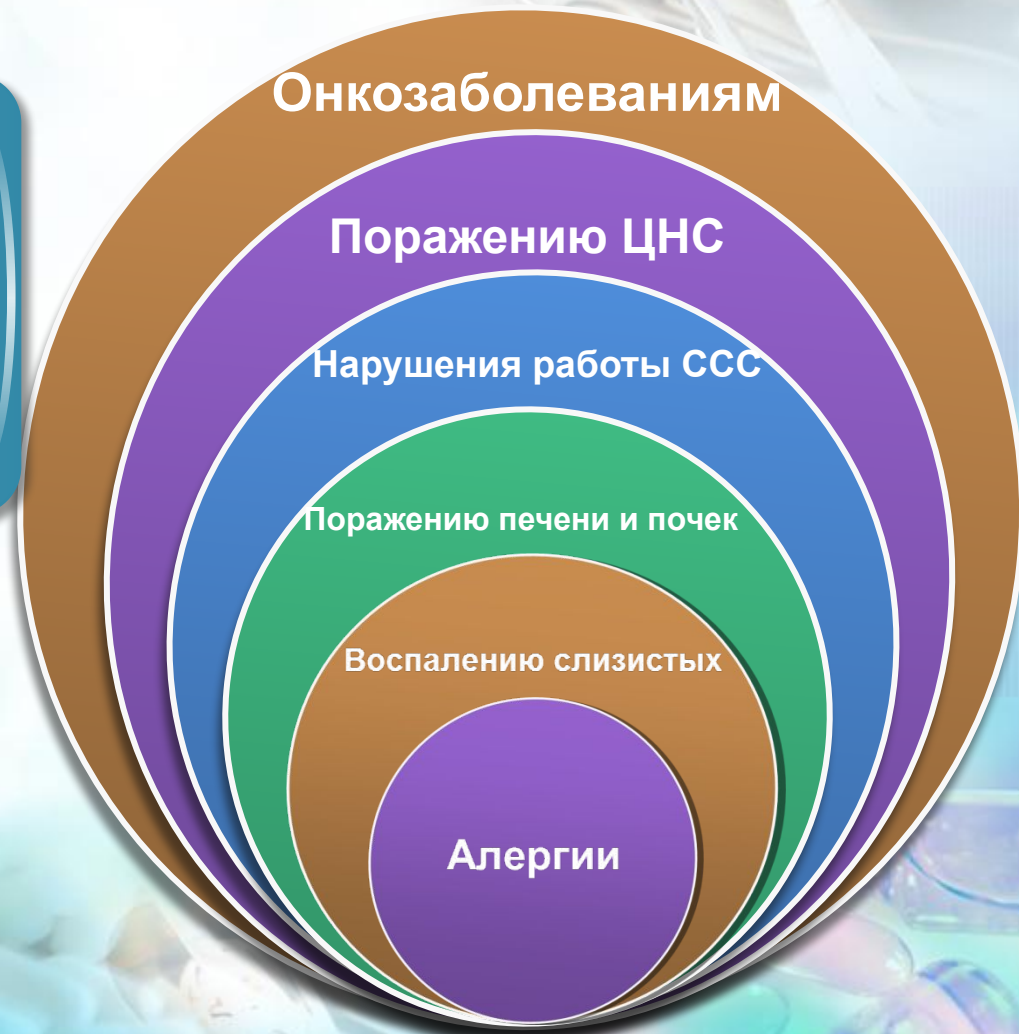 Онкозаболеваниям
Поражению ЦНС
Нарушения работы ССС
Поражению печени и почек
Воспалению слизистых
Алергии